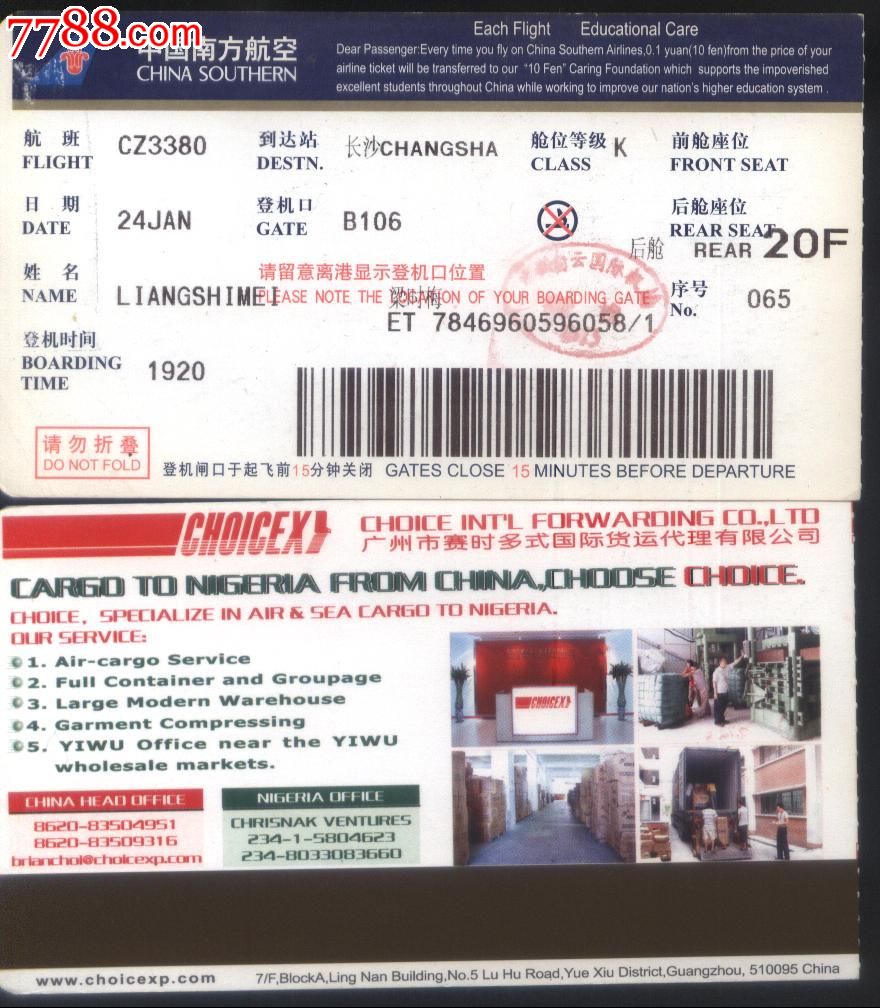 7788.com
中国南方航空
CHINA SOUTHERN
Each Flight Educational Care
Dear Passenger:Every time you fly on China Southern Airlines,0.1 yuan(10 fen)from the price of your
airline ticket will be transferred to our “10 Fen” Caring Foundation which supports the impoverished
excellent students throughout China while working to improve our nation's higher education system .
航 班 CZ3380 到达站 长沙CHANGSHA 舱位等级 K 前舱座位
FLIGHT DESTN. CLASS FRONT SEAT
日 期 24JAN 登机口 B106 后舱座位
DATE GATE REAR SEAT
后舱 REAR 20F
姓 名 请留意离港显示登机口位置
NAME LIANGSHIMEI PLEASE NOTE THE LOCATION OF YOUR BOARDING GATE
梁时梅
序号 065
No.
ET 7846960596058/1
登机时间
BOARDING 1920
TIME
请勿折叠
DO NOT FOLD
登机闸口于起飞前15分钟关闭 GATES CLOSE 15 MINUTES BEFORE DEPARTURE
CHOICEXP CHOICE INT'L FORWARDING CO.,LTD
广州市赛时多式国际货运代理有限公司
CARGO TO NIGERIA FROM CHINA,CHOOSE CHOICE.
CHOICE, SPECIALIZE IN AIR & SEA CARGO TO NIGERIA.
OUR SERVICE:
1. Air-cargo Service
2. Full Container and Groupage
3. Large Modern Warehouse
4. Garment Compressing
5. YIWU Office near the YIWU
wholesale markets.
CHOICEXP
CHINA HEAD OFFICE
8620-83504951
8620-83509316
brianchoi@choicexp.com
NIGERIA OFFICE
CHRISNAK VENTURES
234-1-5804623
234-8033083660
www.choicexp.com 7/F,BlockA,Ling Nan Building,No.5 Lu Hu Road,Yue Xiu District,Guangzhou, 510095 China